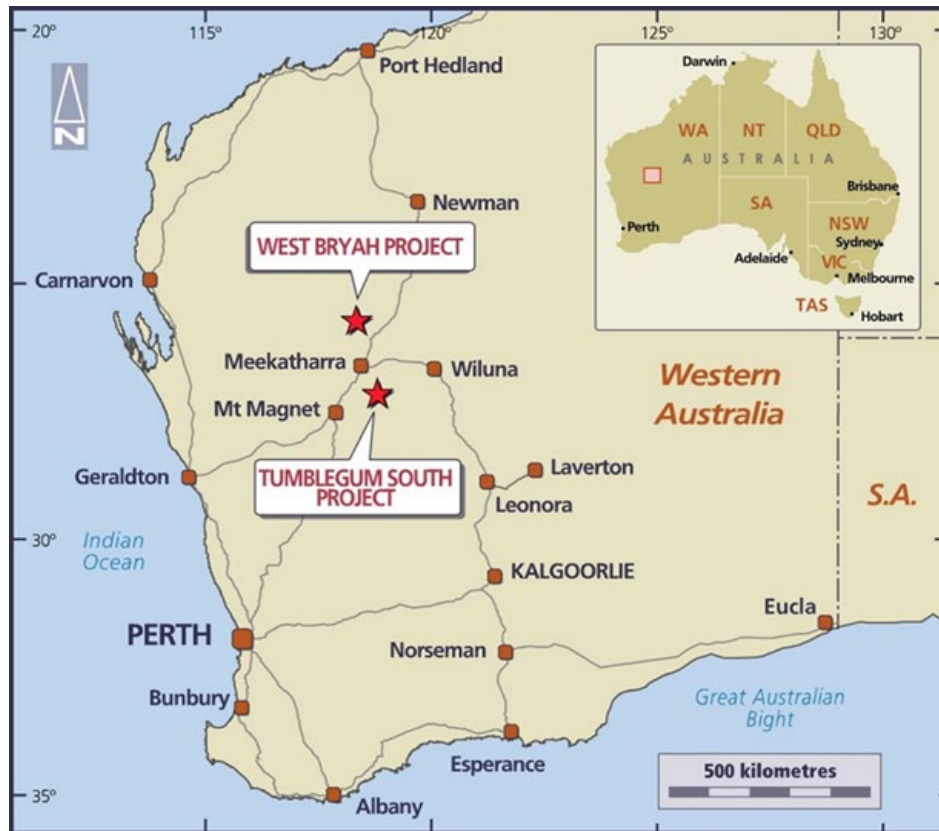 20°
115°
120°
125°
130°
Port Hedland
Darwin
WA
NT
QLD
AUSTRALIA
Brisbane
SA
NSW
Perth
Sydney
Adelaide
VIC
Melbourne
TAS
Hobart
N
Newman
WEST BRYAH PROJECT
Carnarvon
Meekatharra
Wiluna
Mt Magnet
Western
Australia
Geraldton
TUMBLEGUM SOUTH
PROJECT
Laverton
Leonora
S.A.
Indian
Ocean
30°
KALGOORLIE
Eucla
PERTH
Norseman
Bunbury
Great Australian
Bight
Esperance
500 kilometres
35°
Albany